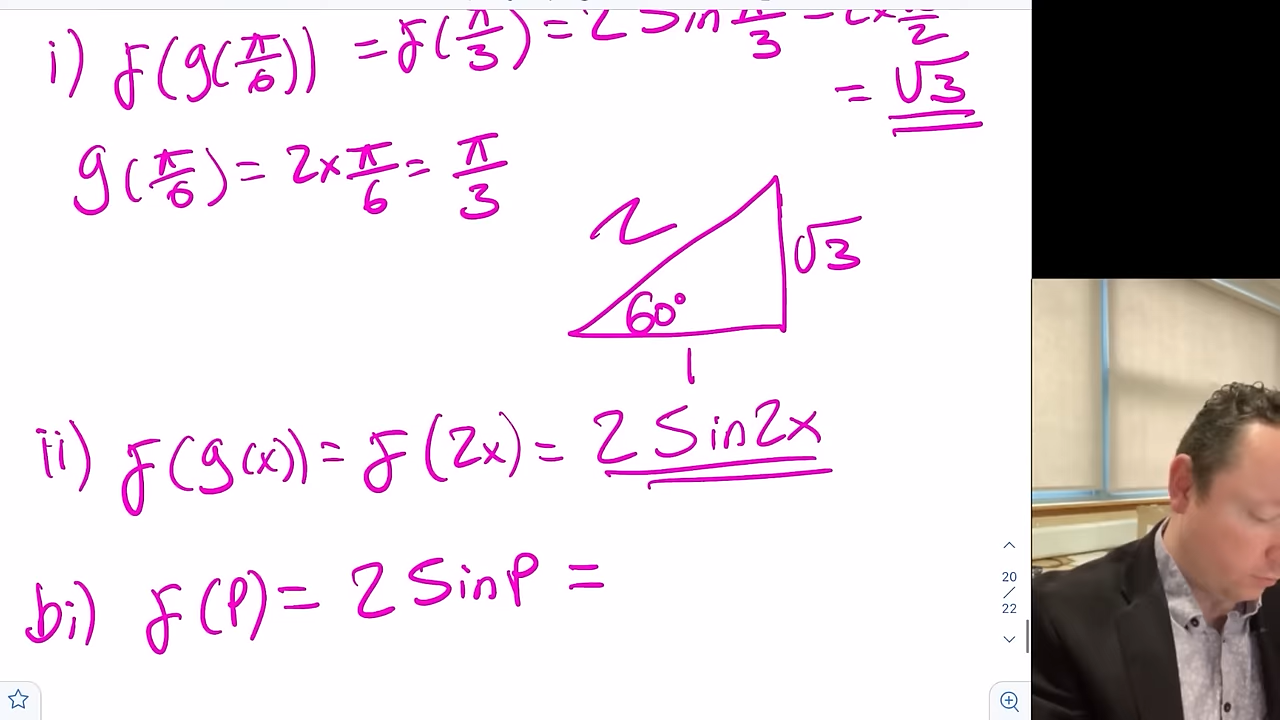 i) f(g(π/6)) = f(π/3) = 2 Sin π/3 = 2×
= √3
g(π/6) = 2×π/6 = π/3
2
√3
60°
1
ii) f(g(x)) = f(2x) = 2 Sin2x
bi) f(P) = 2 SinP =
20
/
22